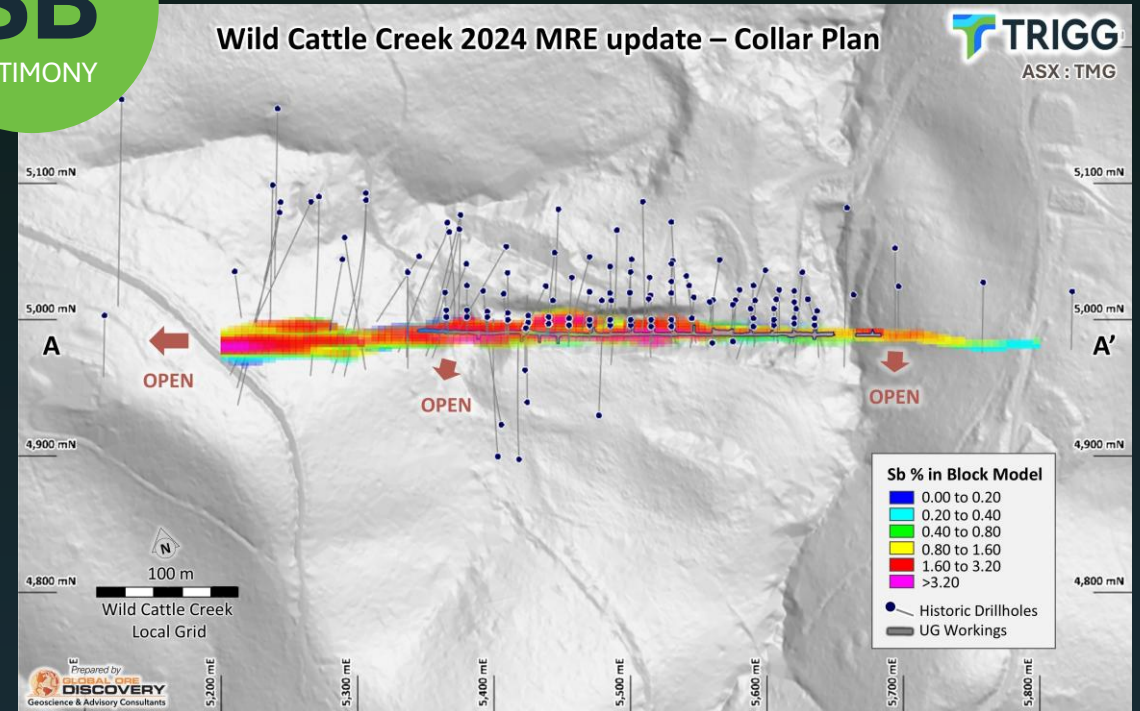 SB
TIMONY
Wild Cattle Creek 2024 MRE update – Collar Plan
TRIGG
ASX : TMG
5,100 mN
5,100 mN
5,000 mN
5,000 mN
A
A'
OPEN
OPEN
OPEN
4,900 mN
4,900 mN
Sb % in Block Model
0.00 to 0.20
0.20 to 0.40
0.40 to 0.80
0.80 to 1.60
1.60 to 3.20
>3.20
Historic Drillholes
UG Workings
N
100 m
Wild Cattle Creek
Local Grid
4,800 mN
4,800 mN
Prepared by
GLOBAL ORE
DISCOVERY
Geoscience & Advisory Consultants
E
5,200 mE
5,300 mE
5,400 mE
5,500 mE
5,600 mE
5,700 mE
5,800 mE